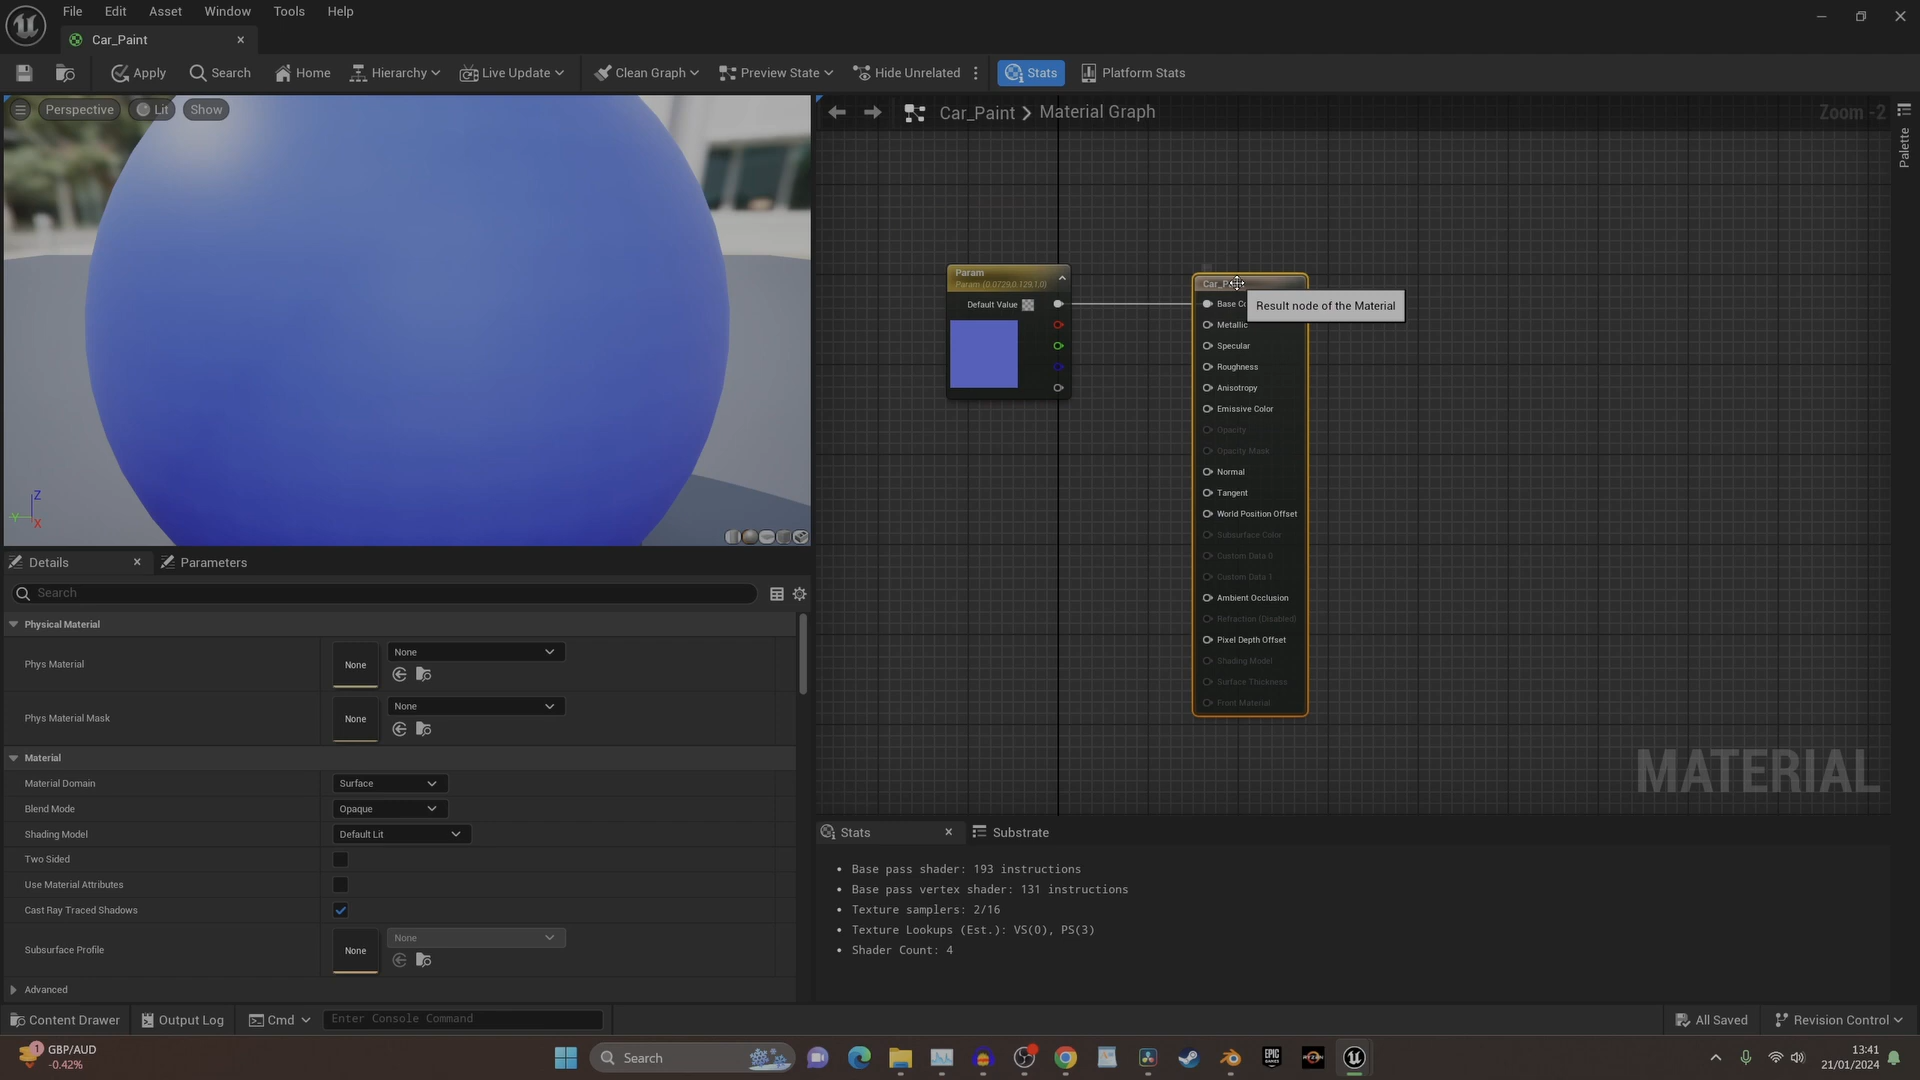 File Edit Asset Window Tools Help
Car_Paint
Apply Search Home Hierarchy Live Update Clean Graph Preview State Hide Unrelated Stats Platform Stats
Perspective Lit Show
Car_Paint Material Graph
Zoom -2
Palette
Param
Param (0,0729,0.129,1.0)
Default Value
Result node of the Material
Metallic
Specular
Roughness
Anisotropy
Emissive Color
Opacity
Opacity Mask
Normal
Tangent
World Position Offset
Subsurface Color
Custom Data 0
Custom Data 1
Ambient Occlusion
Refraction (Disabled)
Pixel Depth Offset
Shading Model
Surface Thickness
Front Material
MATERIAL
Z
Y
X
Details Parameters
Search
Physical Material
Phys Material None None
Phys Material Mask None None
Material
Material Domain Surface
Blend Mode Opaque
Shading Model Default Lit
Two Sided
Use Material Attributes
Cast Ray Traced Shadows
Subsurface Profile None None
Advanced
Stats Substrate
• Base pass shader: 193 instructions
• Base pass vertex shader: 131 instructions
• Texture samplers: 2/16
• Texture Lookups (Est.): VS(0), PS(3)
• Shader Count: 4
Content Drawer Output Log Cmd Enter Console Command All Saved Revision Control
1 GBP/AUD
-0.42%
Search
EPIC GAMES
RYZEN
13:41
21/01/2024